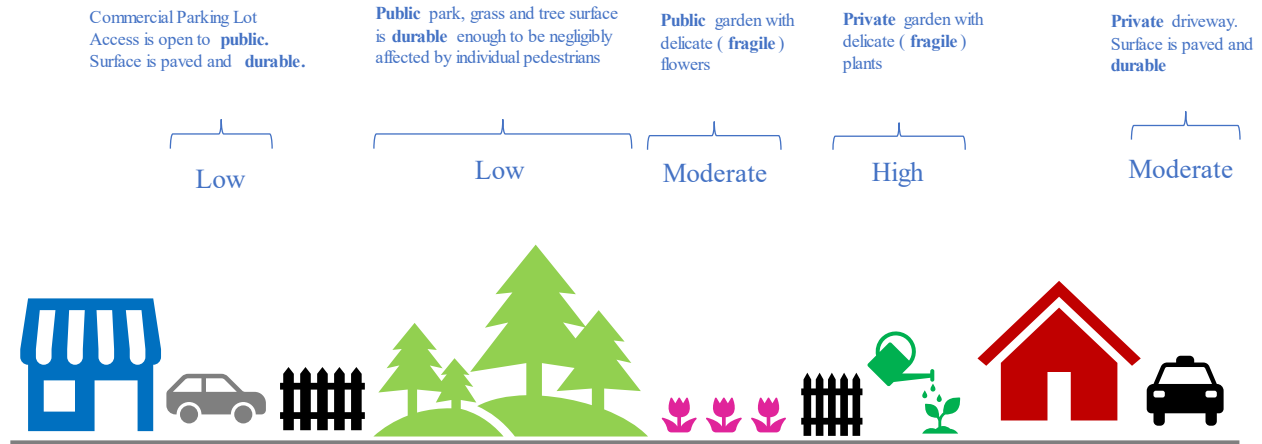 Commercial Parking Lot
Access is open to public.
Surface is paved and durable.
Public park, grass and tree surface
is durable enough to be negligibly
affected by individual pedestrians
Public garden with
delicate ( fragile )
flowers
Private garden with
delicate ( fragile )
plants
Private driveway.
Surface is paved and
durable
Low
Low
Moderate
High
Moderate